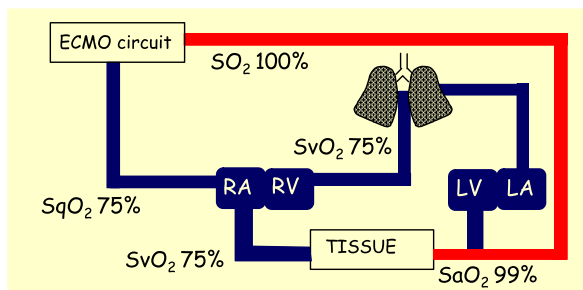 ECMO circuit
SO₂ 100%
SvO₂ 75%
RA RV
LV LA
SqO₂ 75%
TISSUE
SvO₂ 75%
SaO₂ 99%